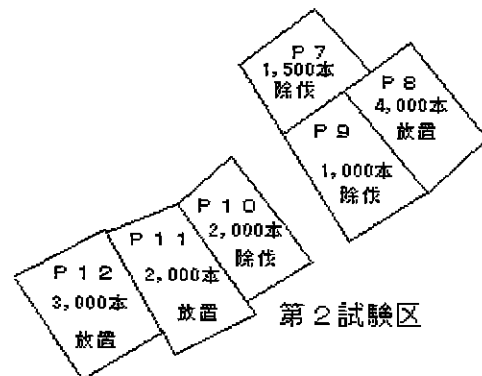 P7
1,500本
除伐
P8
4,000本
放置
P9
1,000本
除伐
P10
2,000本
除伐
P11
2,000本
放置
P12
3,000本
放置
第2試験区